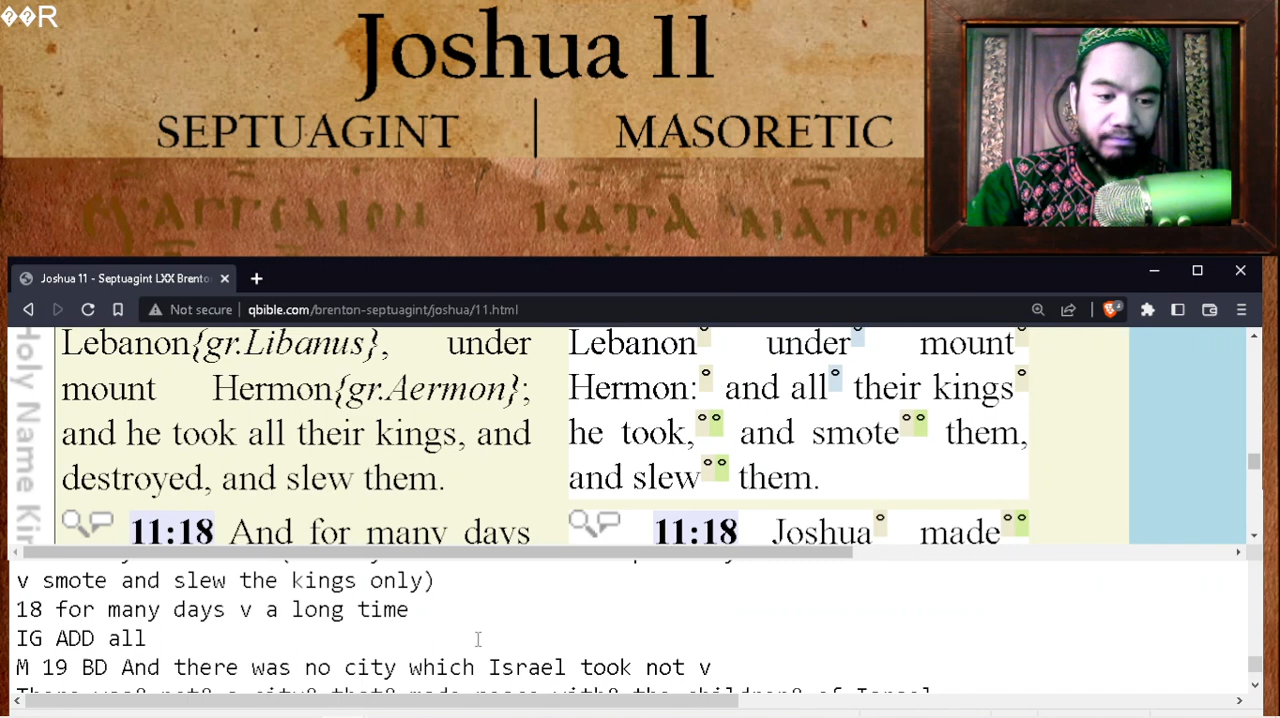 ��R
Joshua 11
SEPTUAGINT | MASORETIC
Joshua 11 - Septuagint LXX Brento
Not secure | qbible.com/brenton-septuagint/joshua/11.html
Lebanon{gr.Libanus}, under
mount Hermon{gr.Aermon};
and he took all their kings, and
destroyed, and slew them.
11:18 And for many days
Lebanon° under° mount°
Hermon:° and all° their kings°
he took,°° and smote°° them,
and slew°° them.
11:18 Joshua° made°°
Holy Name Kin
v smote and slew the kings only)
18 for many days v a long time
IG ADD all
M 19 BD And there was no city which Israel took not v